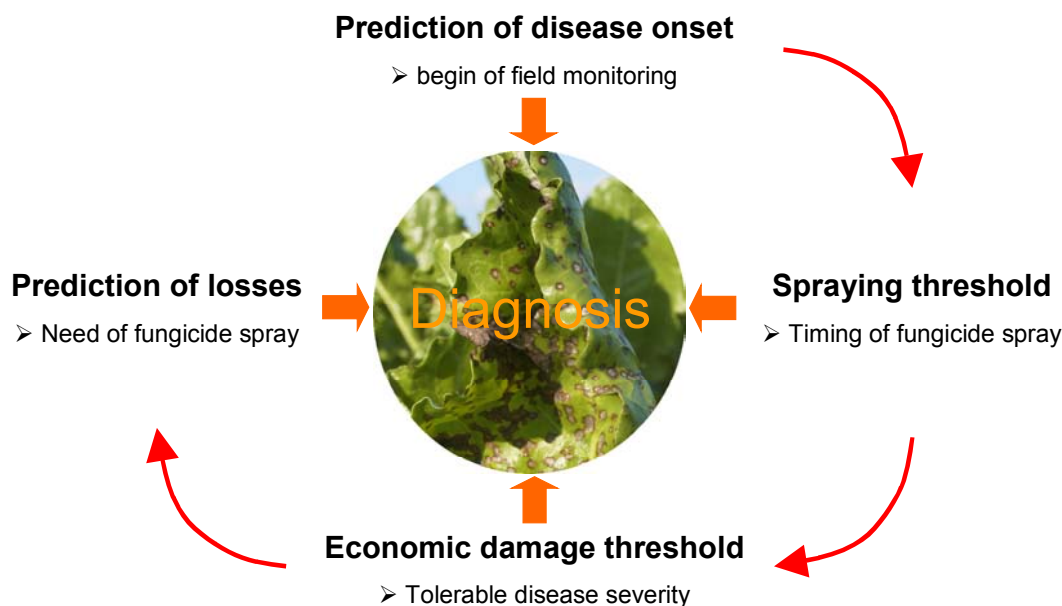 Prediction of disease onset
➢ begin of field monitoring
Prediction of losses
➢ Need of fungicide spray
Diagnosis
Spraying threshold
➢ Timing of fungicide spray
Economic damage threshold
➢ Tolerable disease severity